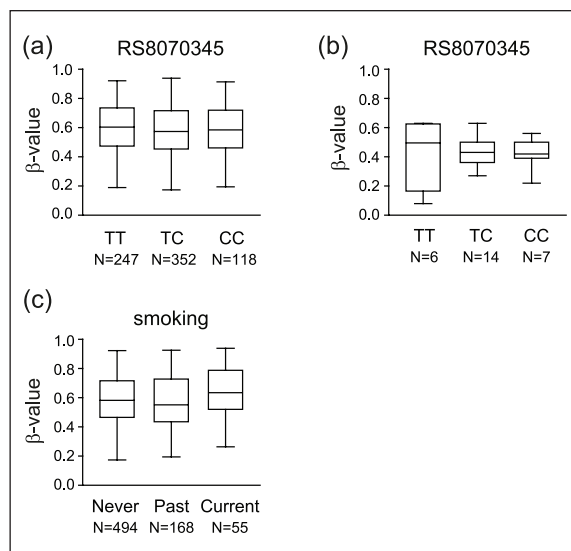 (a)
RS8070345
β-value
1.0
0.8
0.6
0.4
0.2
0.0
TT TC CC
N=247 N=352 N=118
(b)
RS8070345
β-value
1.0
0.8
0.6
0.4
0.2
0.0
TT TC CC
N=6 N=14 N=7
(c)
smoking
β-value
1.0
0.8
0.6
0.4
0.2
0.0
Never Past Current
N=494 N=168 N=55